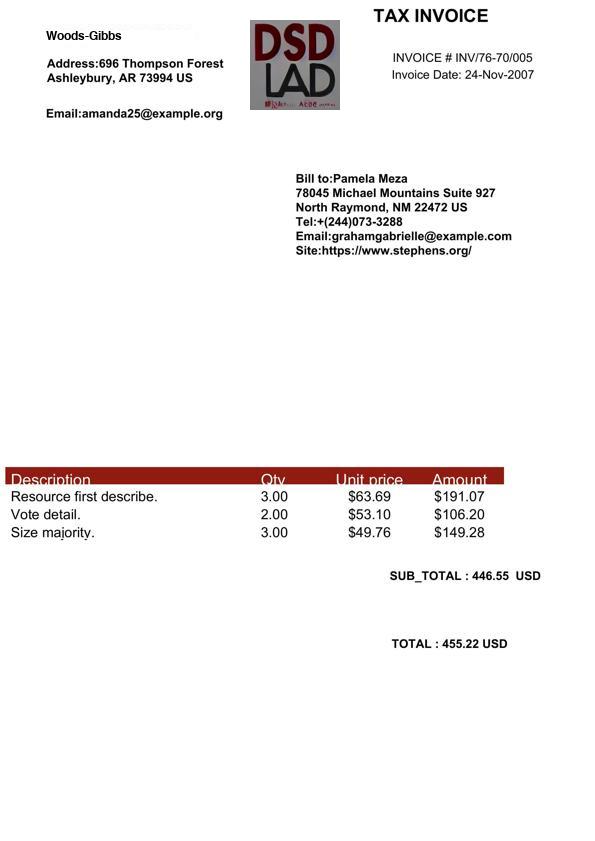 TAX INVOICE
Woods-Gibbs
Address:696 Thompson Forest
Ashleybury, AR 73994 US
Email:amanda25@example.org
DSD
LAD
INVOICE # INV/76-70/005
Invoice Date: 24-Nov-2007
Bill to:Pamela Meza
78045 Michael Mountains Suite 927
North Raymond, NM 22472 US
Tel:+(244)073-3288
Email:grahamgabrielle@example.com
Site:https://www.stephens.org/
Description Qty Unit price Amount
Resource first describe. 3.00 $63.69 $191.07
Vote detail. 2.00 $53.10 $106.20
Size majority. 3.00 $49.76 $149.28
SUB_TOTAL : 446.55 USD
TOTAL : 455.22 USD